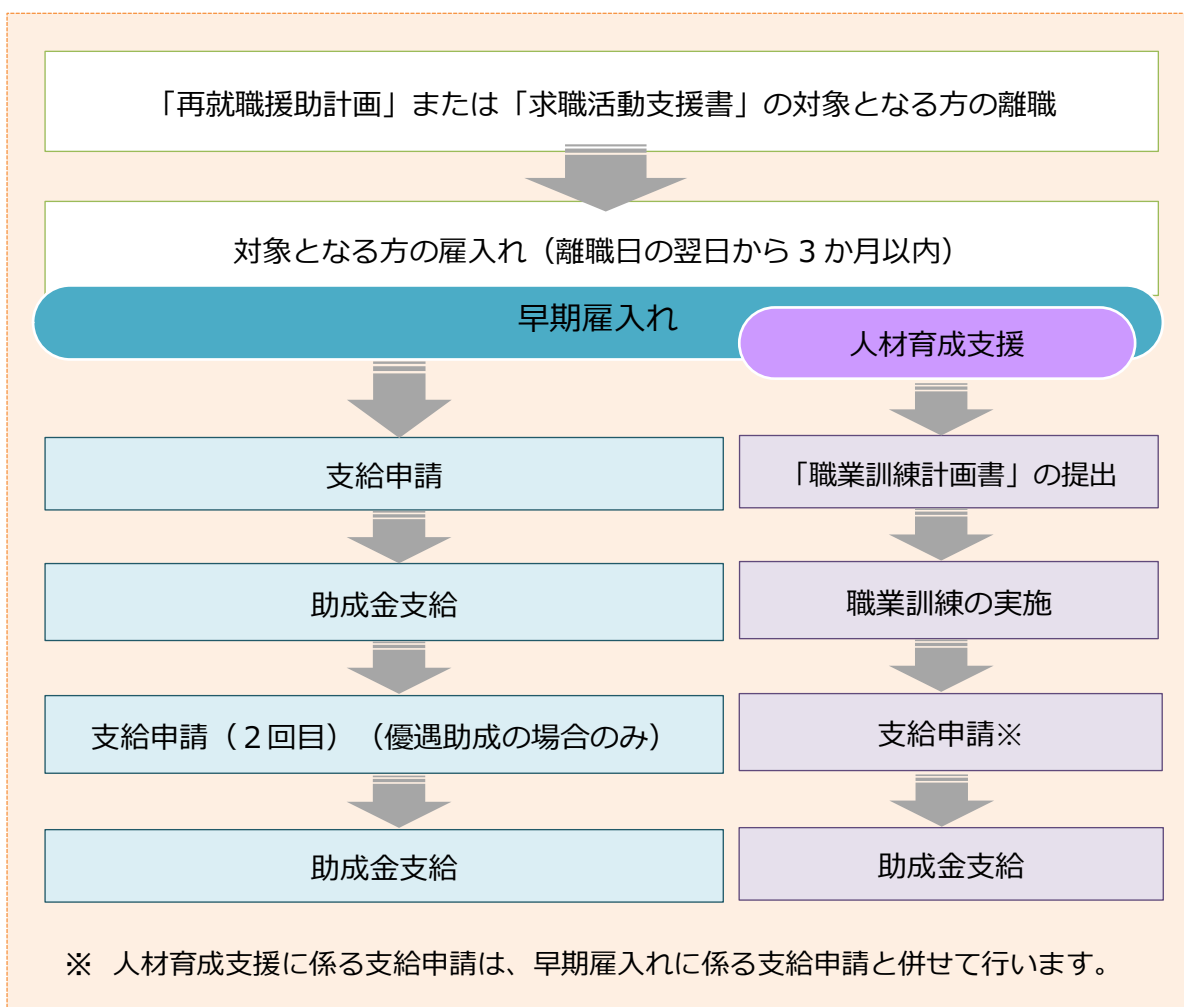 「再就職援助計画」または「求職活動支援書」の対象となる方の離職
対象となる方の雇入れ（離職日の翌日から３か月以内）
早期雇入れ
人材育成支援
支給申請
助成金支給
支給申請（２回目）（優遇助成の場合のみ）
助成金支給
「職業訓練計画書」の提出
職業訓練の実施
支給申請※
助成金支給
※　人材育成支援に係る支給申請は、早期雇入れに係る支給申請と併せて行います。